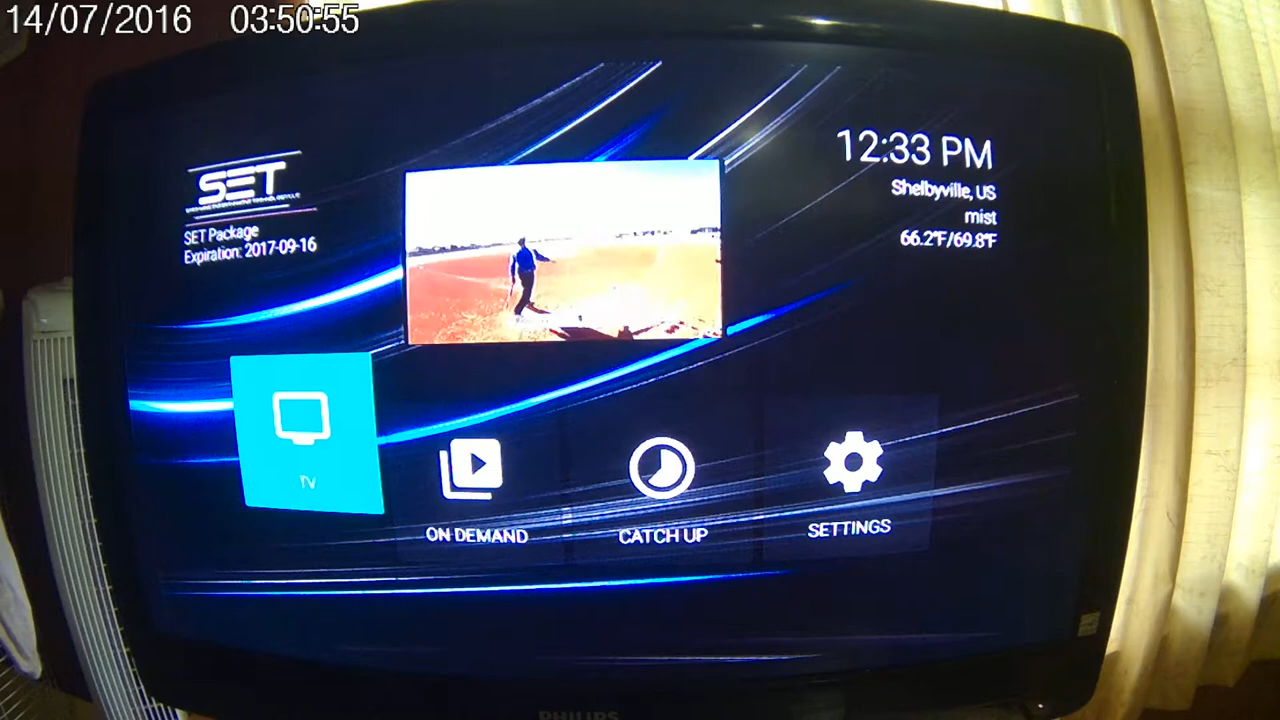 14/07/2016 03:50:55
SET
SET Package
Expiration: 2017-09-16
12:33 PM
Shelbyville, US
mist
66.2°F/69.8°F
TV
ON DEMAND
CATCH UP
SETTINGS
PHILIPS